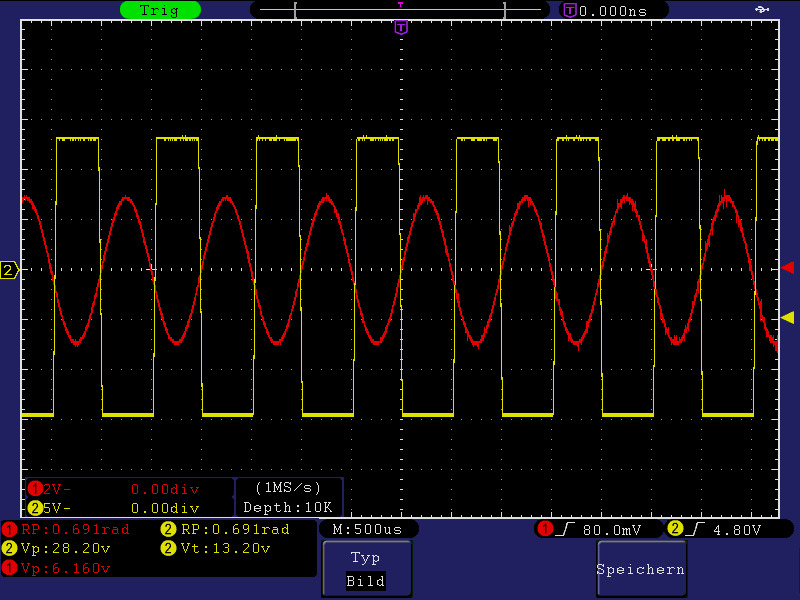 Trig
T
T 0.000ns
T
2
1 2V- 0.00div (1MS/s)
2 5V- 0.00div Depth:10K
1 RP:0.691rad 2 RP:0.691rad M:500us 1 80.0mV 2 4.80V
2 Vp:28.20v 2 Vt:13.20v
1 Vp:6.160v
Typ
Bild
Speichern